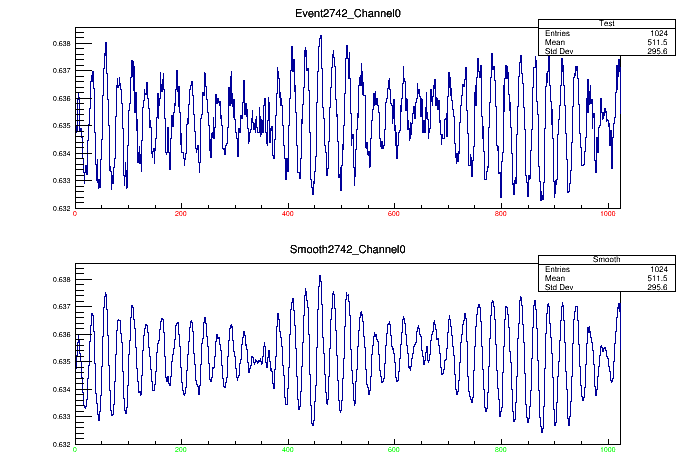 Event2742_Channel0
Test
Entries 1024
Mean 511.5
Std Dev 295.6
0.638
0.637
0.636
0.635
0.634
0.633
0.632
0 200 400 600 800 1000
Smooth2742_Channel0
Smooth
Entries 1024
Mean 511.5
Std Dev 295.6
0.638
0.637
0.636
0.635
0.634
0.633
0.632
0 200 400 600 800 1000